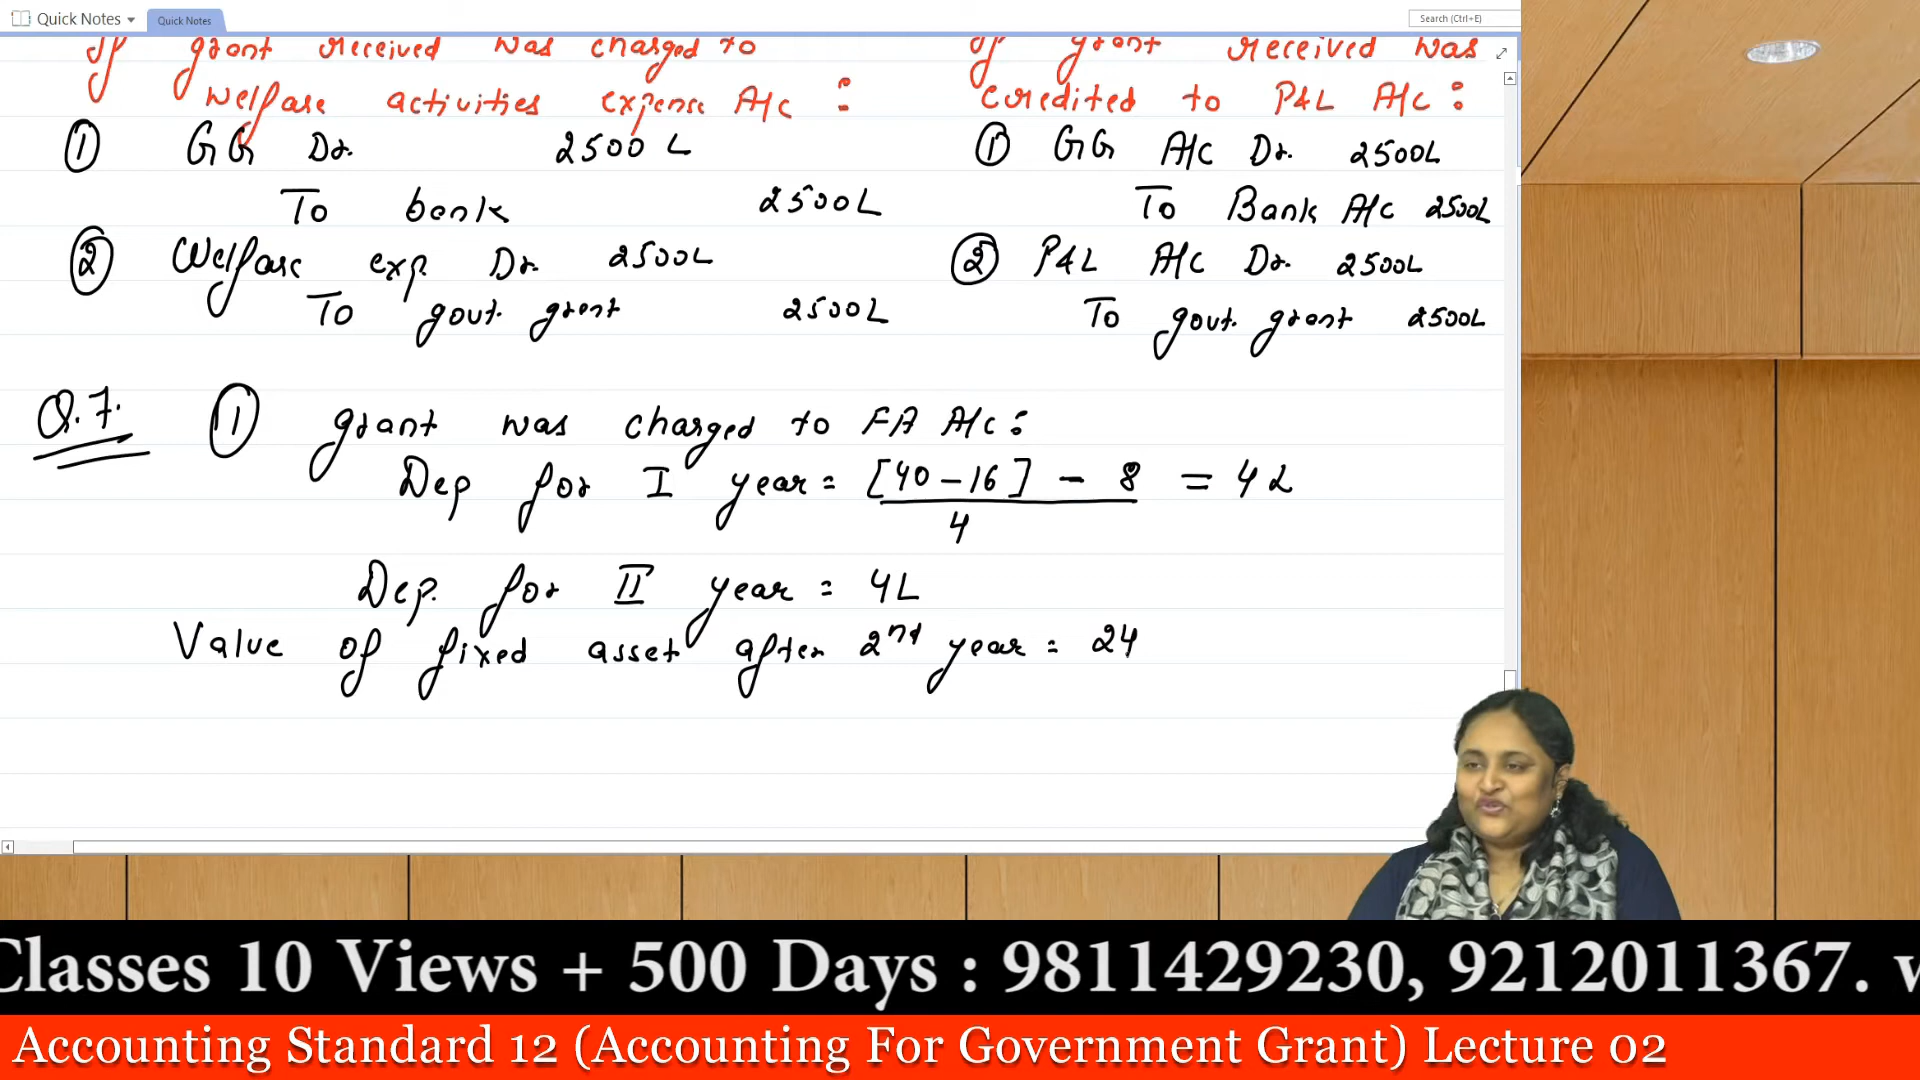 Quick Notes
Quick Notes
Search (Ctrl+E)
If grant received was charged to
welfare activities expense A/c :
① GG Dr. 2500 L
To bank 2500L
② Welfare exp. Dr. 2500L
To govt. grant 2500L
If grant received was
credited to P&L A/c :
① GG A/c Dr. 2500L
To Bank A/c 2500L
② P&L A/c Dr. 2500L
To govt. grant 2500L
Q.7. ① grant was charged to FA A/c :
Dep for I year = [40 - 16] - 8 = 4L
4
Dep. for II year = 4L
Value of fixed asset after 2nd year = 24
Classes 10 Views + 500 Days : 9811429230, 9212011367. w
Accounting Standard 12 (Accounting For Government Grant) Lecture 02